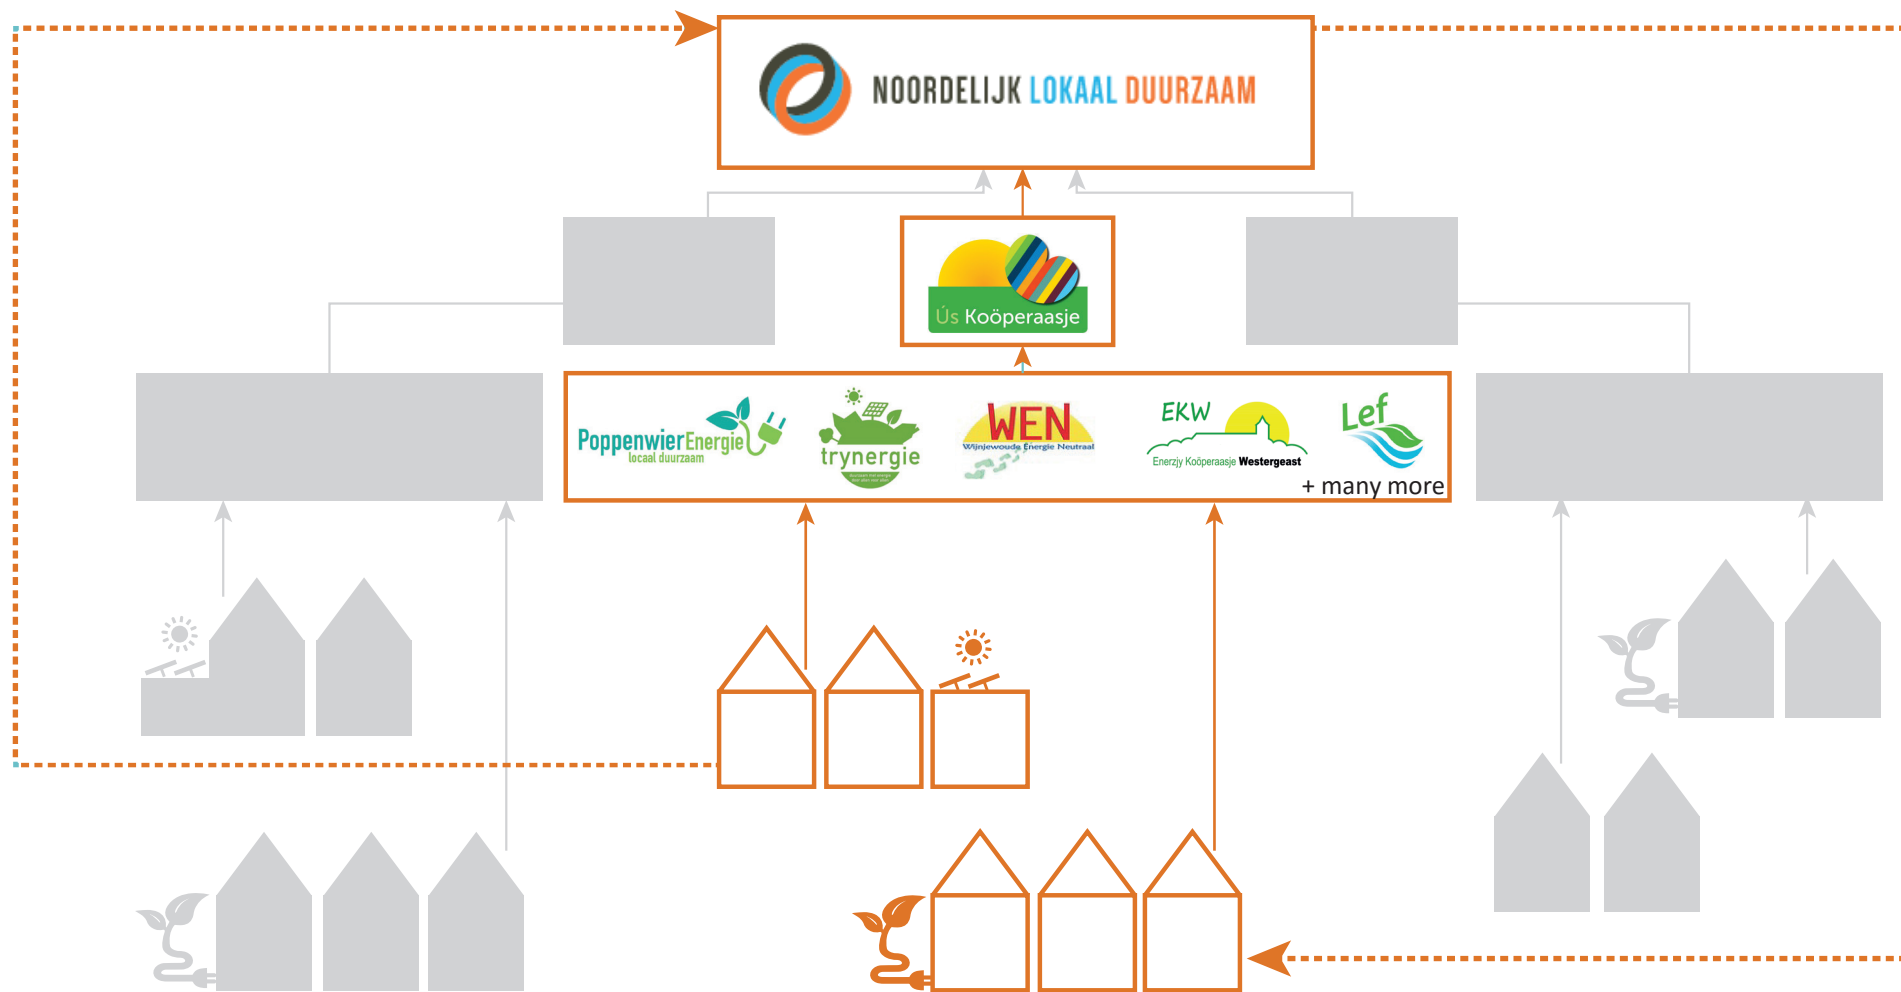 NOORDELIJK LOKAAL DUURZAAM
Ús Koöperaasje
PoppenwierEnergie
locaal duurzaam
trynergie
WEN
Wijnjewoude Energie Neutraal
EKW
Enerzjy Koöperaasje Westergeast
Lef
+ many more